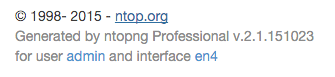 © 1998- 2015 - ntop.org
Generated by ntopng Professional v.2.1.151023
for user admin and interface en4